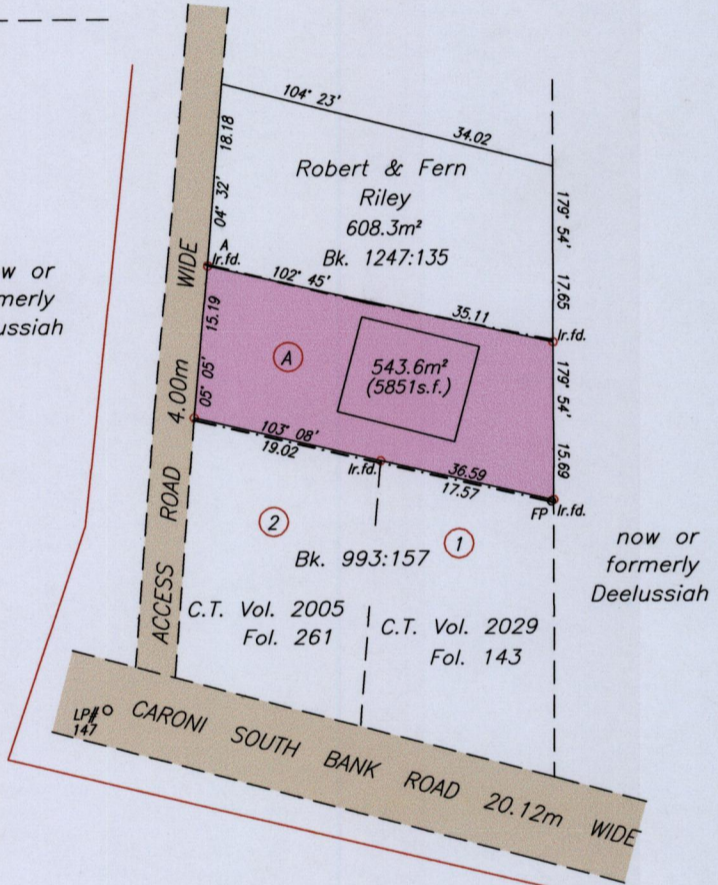 104° 23'
34.02
18.18
04° 32'
Robert & Fern
Riley
608.3m²
Bk. 1247:135
179° 54'
17.65
A
Ir.fd.
102° 45'
35.11
Ir.fd.
15.19
05° 05'
A
543.6m²
(5851s.f.)
179° 54'
15.69
103° 08'
19.02
Ir.fd.
36.59
17.57
FP
Ir.fd.
2
1
Bk. 993:157
C.T. Vol. 2005
Fol. 261
C.T. Vol. 2029
Fol. 143
now or
formerly
Deelussiah
w or
merly
ussiah
ACCESS ROAD 4.00m WIDE
LP#
147
CARONI SOUTH BANK ROAD 20.12m WIDE